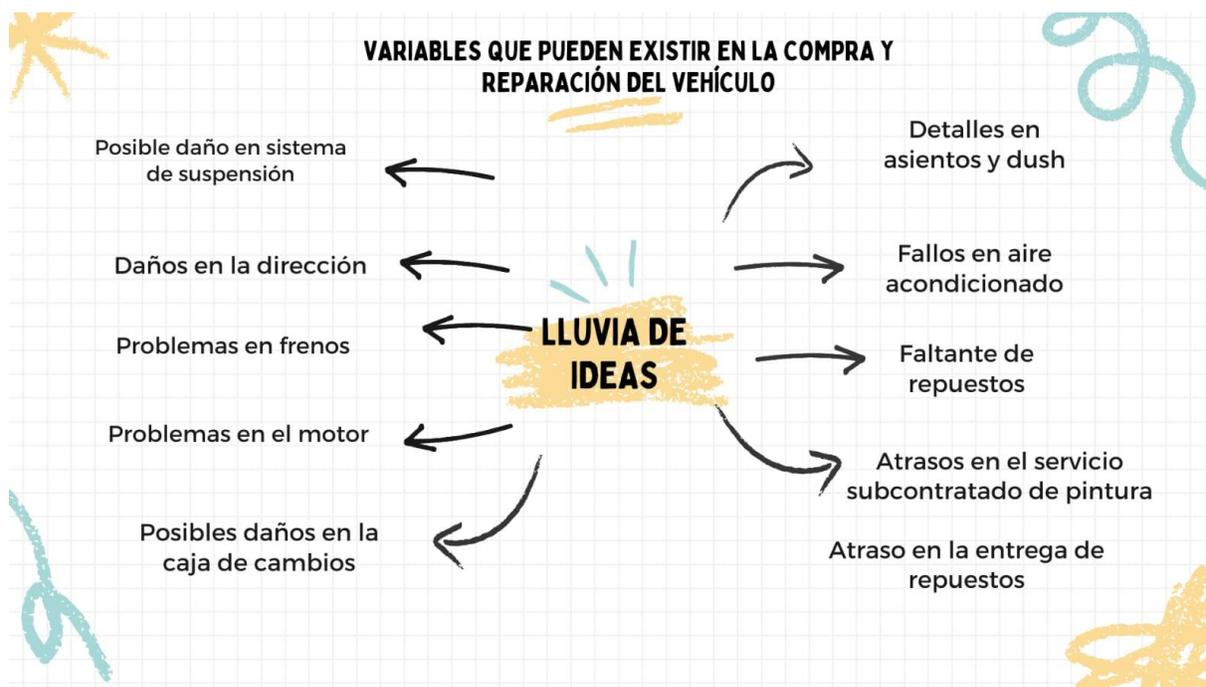 VARIABLES QUE PUEDEN EXISTIR EN LA COMPRA Y
REPARACIÓN DEL VEHÍCULO
Posible daño en sistema
de suspensión
Daños en la dirección
Problemas en frenos
Problemas en el motor
Posibles daños en la
caja de cambios
LLUVIA DE
IDEAS
Detalles en
asientos y dush
Fallos en aire
acondicionado
Faltante de
repuestos
Atrasos en el servicio
subcontratado de pintura
Atraso en la entrega de
repuestos